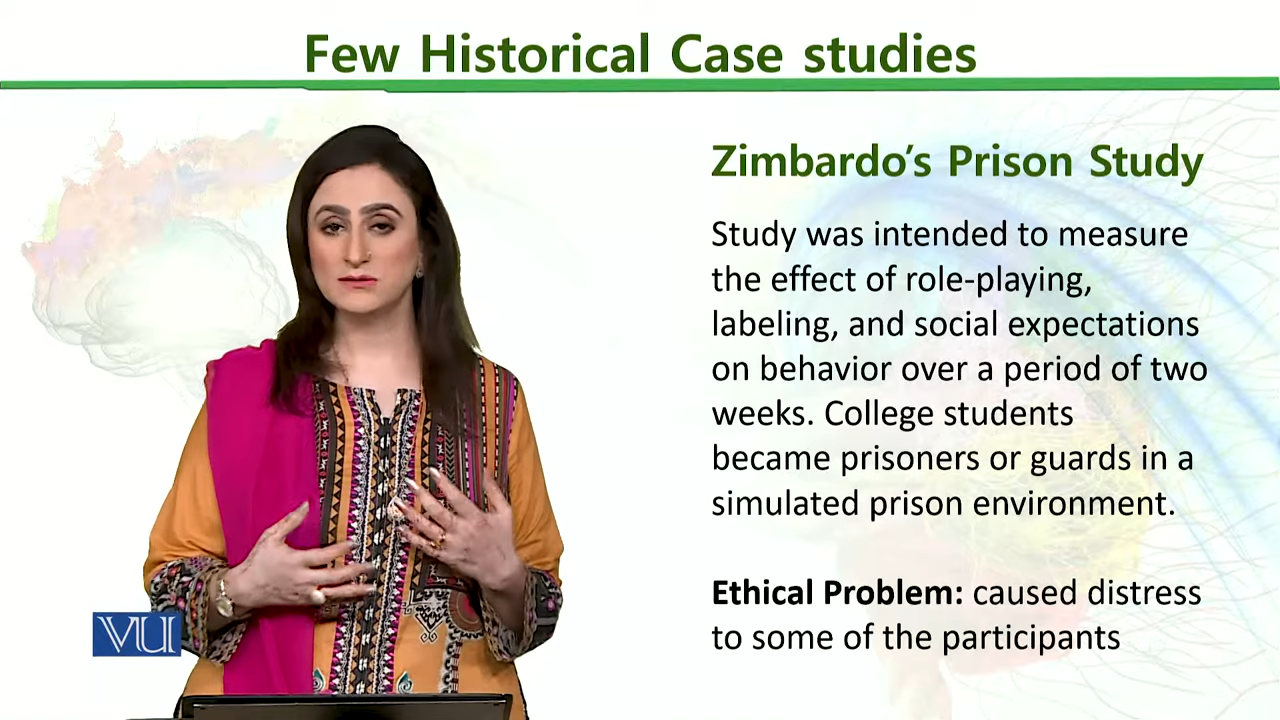 Few Historical Case studies
Zimbardo’s Prison Study
Study was intended to measure
the effect of role-playing,
labeling, and social expectations
on behavior over a period of two
weeks. College students
became prisoners or guards in a
simulated prison environment.
Ethical Problem: caused distress
to some of the participants
VU